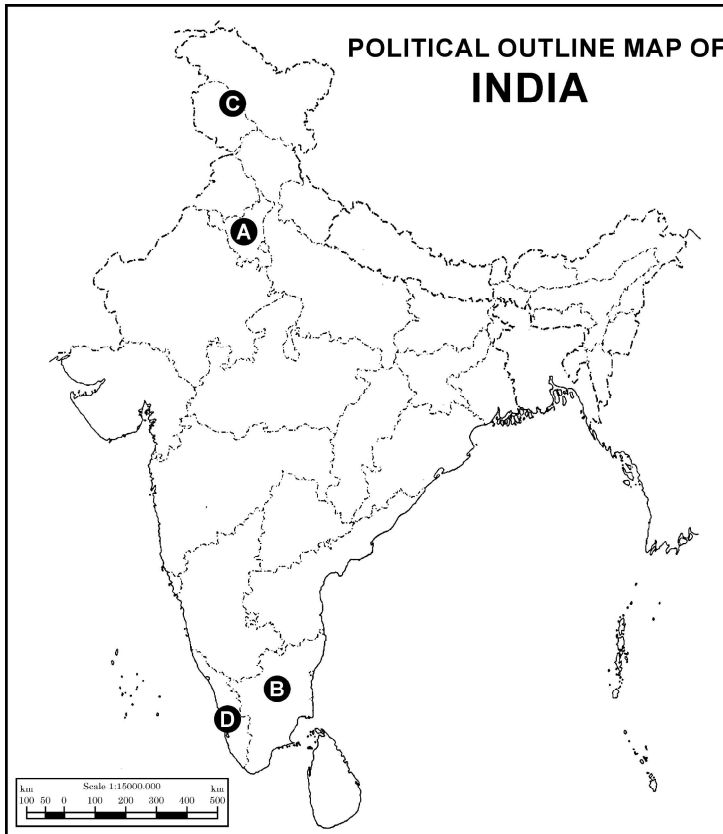 POLITICAL OUTLINE MAP OF
INDIA
C
A
B
D
Scale 1:15000.000
km km
100 50 0 100 200 300 400 500